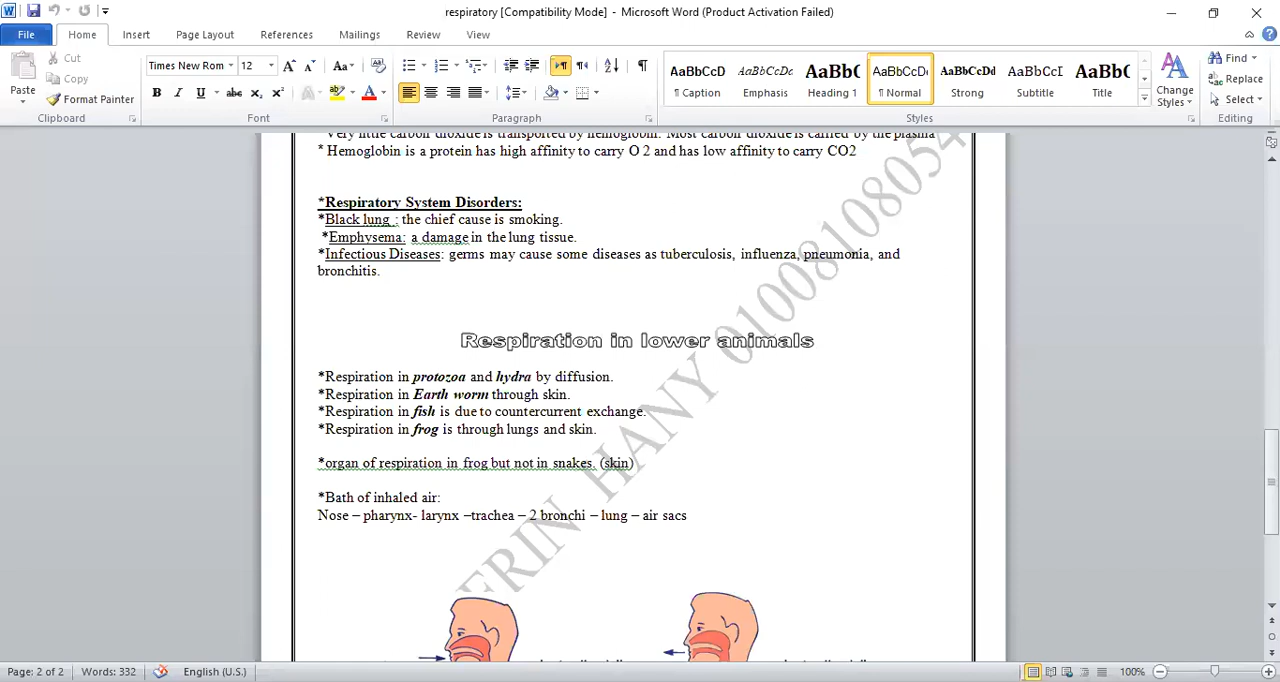 respiratory [Compatibility Mode] - Microsoft Word (Product Activation Failed)
File Home Insert Page Layout References Mailings Review View
Paste
Cut
Copy
Format Painter
Clipboard
Times New Rom 12
Font
Paragraph
AaBbCcD AaBbCcDc AaBb( AaBbCcD AaBbCcDd AaBbCcI AaBb(
¶ Caption Emphasis Heading 1 ¶ Normal Strong Subtitle Title
Change Styles
Styles
Find
Replace
Select
Editing
* Very little carbon dioxide is transported by hemoglobin. Most carbon dioxide is carried by the plasma
* Hemoglobin is a protein has high affinity to carry O 2 and has low affinity to carry CO2
*Respiratory System Disorders:
*Black lung : the chief cause is smoking.
*Emphysema: a damage in the lung tissue.
*Infectious Diseases: germs may cause some diseases as tuberculosis, influenza, pneumonia, and
bronchitis.
Respiration in lower animals
*Respiration in protozoa and hydra by diffusion.
*Respiration in Earth worm through skin.
*Respiration in fish is due to countercurrent exchange.
*Respiration in frog is through lungs and skin.
*organ of respiration in frog but not in snakes. (skin)
*Bath of inhaled air:
Nose – pharynx- larynx –trachea – 2 bronchi – lung – air sacs
ERIN HANY 01008108054
Page: 2 of 2 Words: 332 English (U.S.) 100%